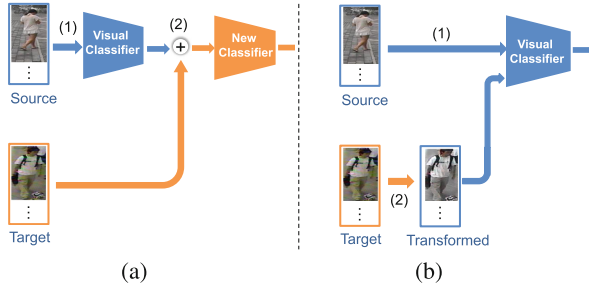 (1)
Visual
Classifier
(2)
+
New
Classifier
Source
Target
(a)
(1)
Visual
Classifier
Source
(2)
Target
Transformed
(b)